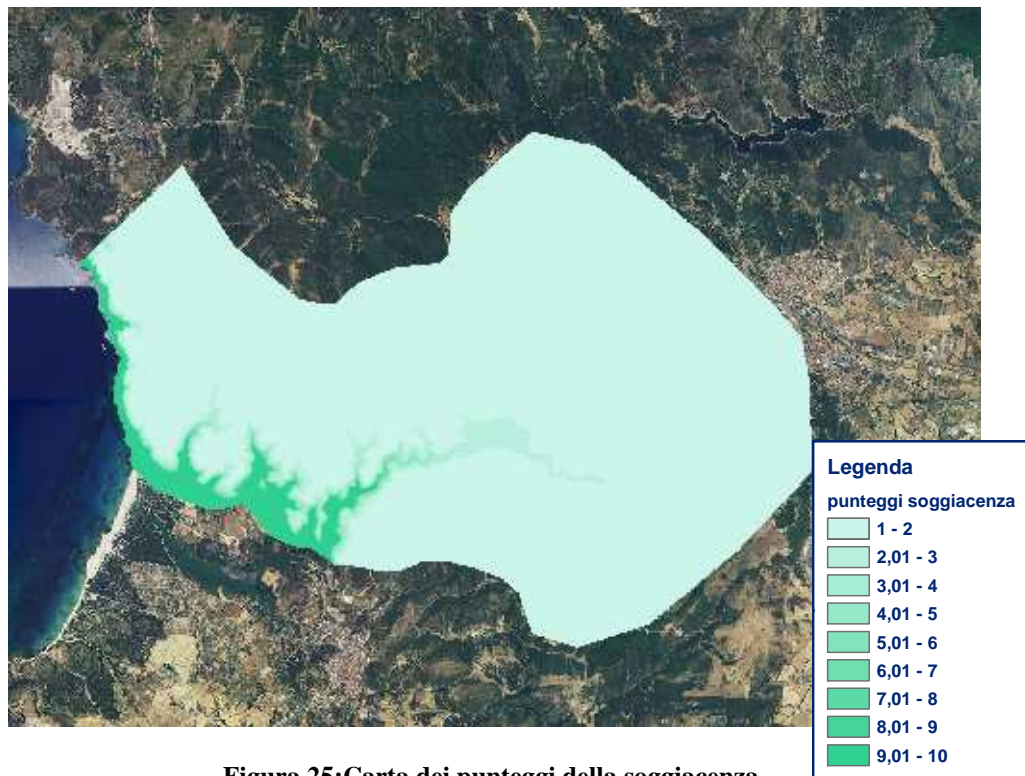 Legenda
punteggi soggiacenza
1 - 2
2,01 - 3
3,01 - 4
4,01 - 5
5,01 - 6
6,01 - 7
7,01 - 8
8,01 - 9
9,01 - 10
Figura 25:Carta dei punteggi della soggiacenza